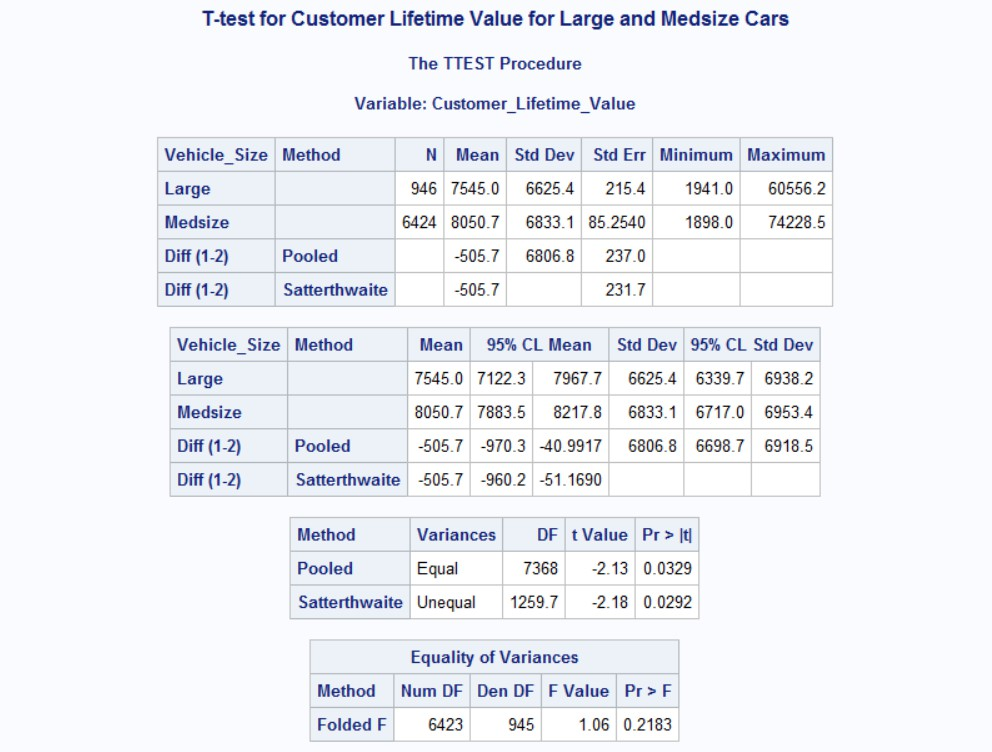 T-test for Customer Lifetime Value for Large and Medsize Cars
The TTEST Procedure
Variable: Customer_Lifetime_Value
Vehicle_Size Method N Mean Std Dev Std Err Minimum Maximum
Large 946 7545.0 6625.4 215.4 1941.0 60556.2
Medsize 6424 8050.7 6833.1 85.2540 1898.0 74228.5
Diff (1-2) Pooled -505.7 6806.8 237.0
Diff (1-2) Satterthwaite -505.7 231.7
Vehicle_Size Method Mean 95% CL Mean Std Dev 95% CL Std Dev
Large 7545.0 7122.3 7967.7 6625.4 6339.7 6938.2
Medsize 8050.7 7883.5 8217.8 6833.1 6717.0 6953.4
Diff (1-2) Pooled -505.7 -970.3 -40.9917 6806.8 6698.7 6918.5
Diff (1-2) Satterthwaite -505.7 -960.2 -51.1690
Method Variances DF t Value Pr > |t|
Pooled Equal 7368 -2.13 0.0329
Satterthwaite Unequal 1259.7 -2.18 0.0292
Equality of Variances
Method Num DF Den DF F Value Pr > F
Folded F 6423 945 1.06 0.2183